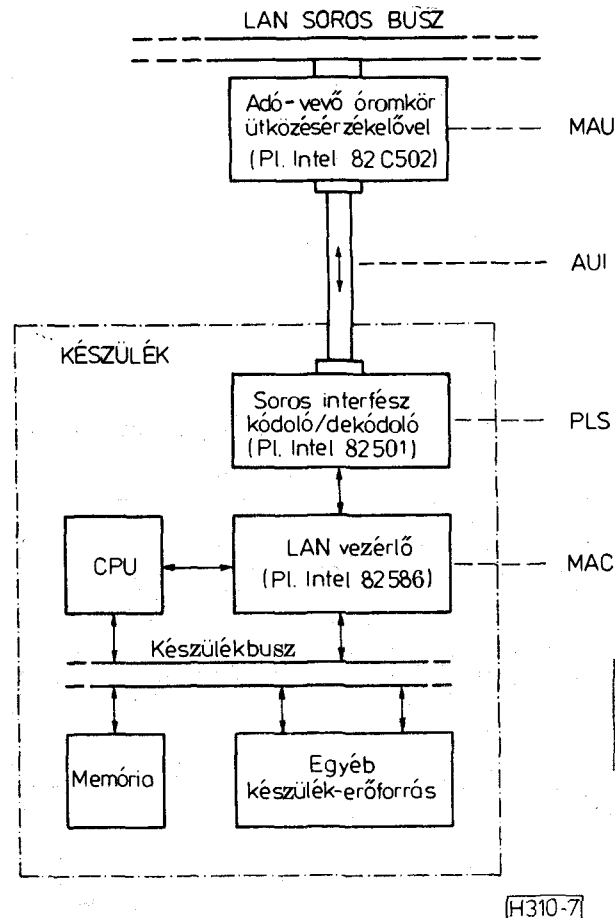 LAN SOROS BUSZ
Adó-vevő óromkör
ütközésérzékelővel
(Pl. Intel 82C502)
MAU
AUI
KÉSZÜLÉK
Soros interfész
kódoló/dekódoló
(Pl. Intel 82501)
PLS
CPU
LAN vezérlő
(Pl. Intel 82586)
MAC
Készülékbusz
Memória
Egyéb
készülék-erőforrás
H310-7